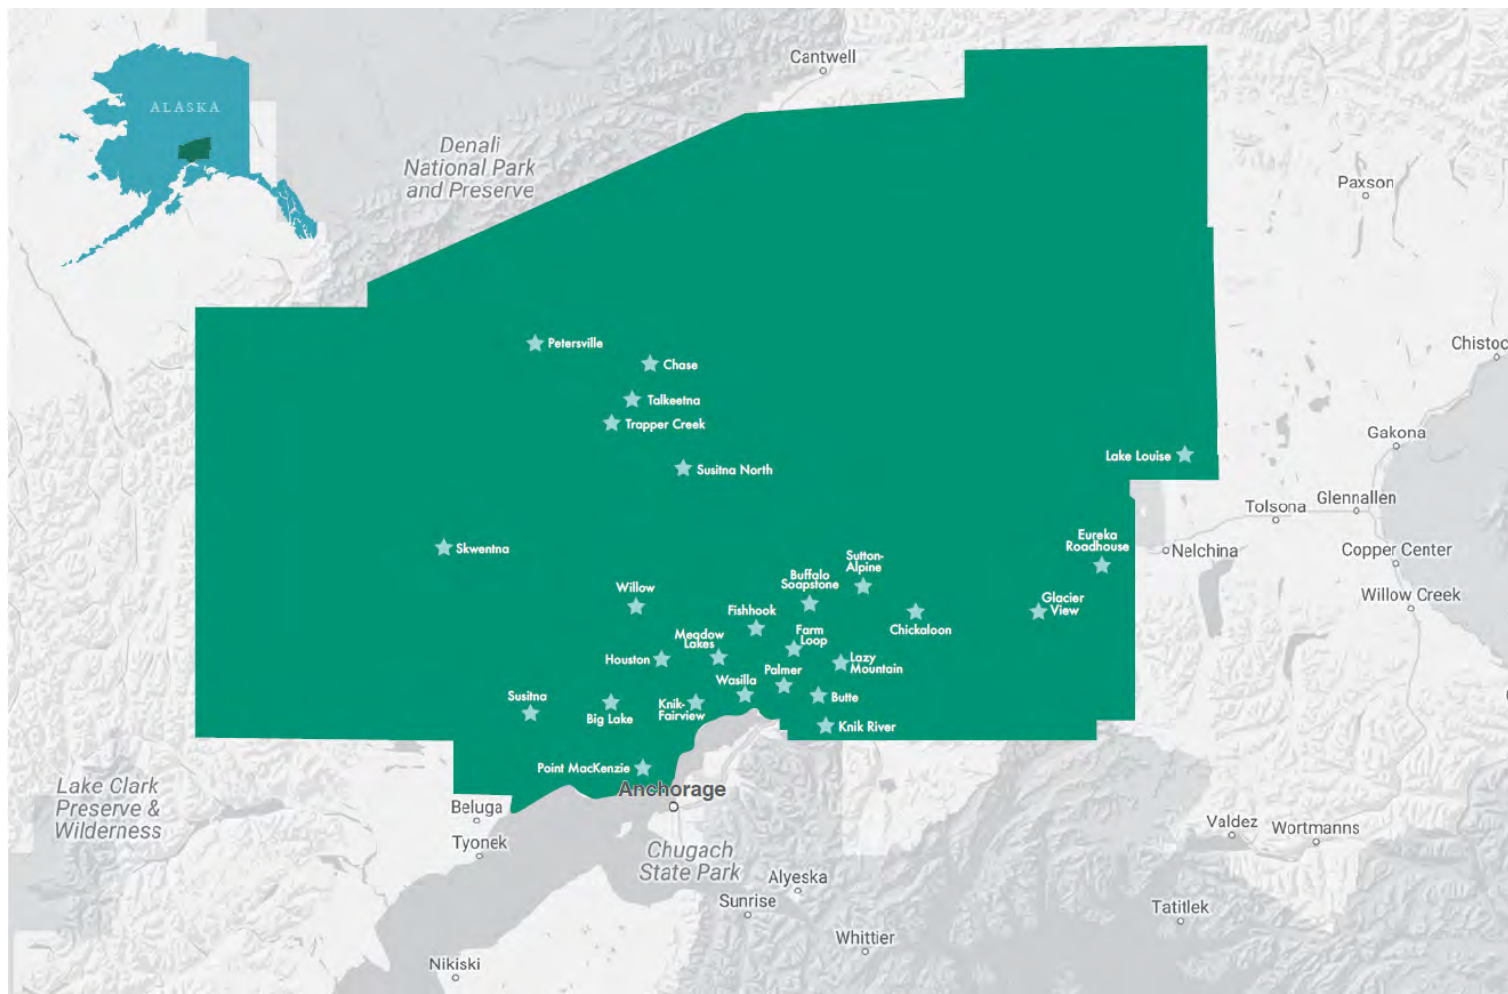 Cantwell
ALASKA
Denali
National Park
and Preserve
Paxson
Petersville
Chistoc
Chase
Talkeetna
Trapper Creek
Gakona
Lake Louise
Susitna North
Glennallen
Tolsona
Eureka
Roadhouse
Skwentna
Nelchina
Copper Center
Sutton-
Alpine
Buffalo
Soapstone
Willow
Willow Creek
Glacier
View
Fishhook
Chickaloon
Farm
Loop
Meadow
Lakes
Houston
Lazy
Mountain
Palmer
Wasilla
Susitna
Butte
Knik-
Fairview
Big Lake
Knik River
Point MacKenzie
Anchorage
Lake Clark
Preserve &
Wilderness
Beluga
Valdez
Wortmanns
Tyonek
Chugach
State Park
Alyeska
Sunrise
Tatitlek
Whittier
Nikiski